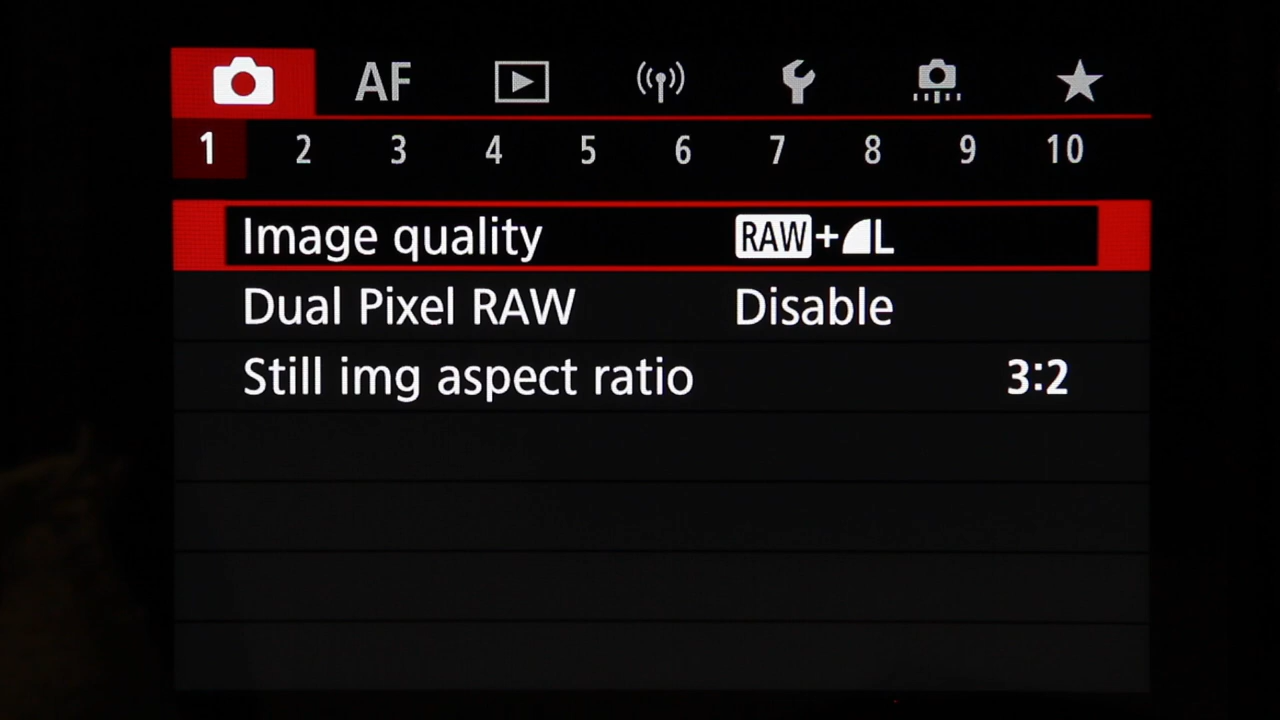 AF
1 2 3 4 5 6 7 8 9 10
Image quality RAW+L
Dual Pixel RAW Disable
Still img aspect ratio 3:2